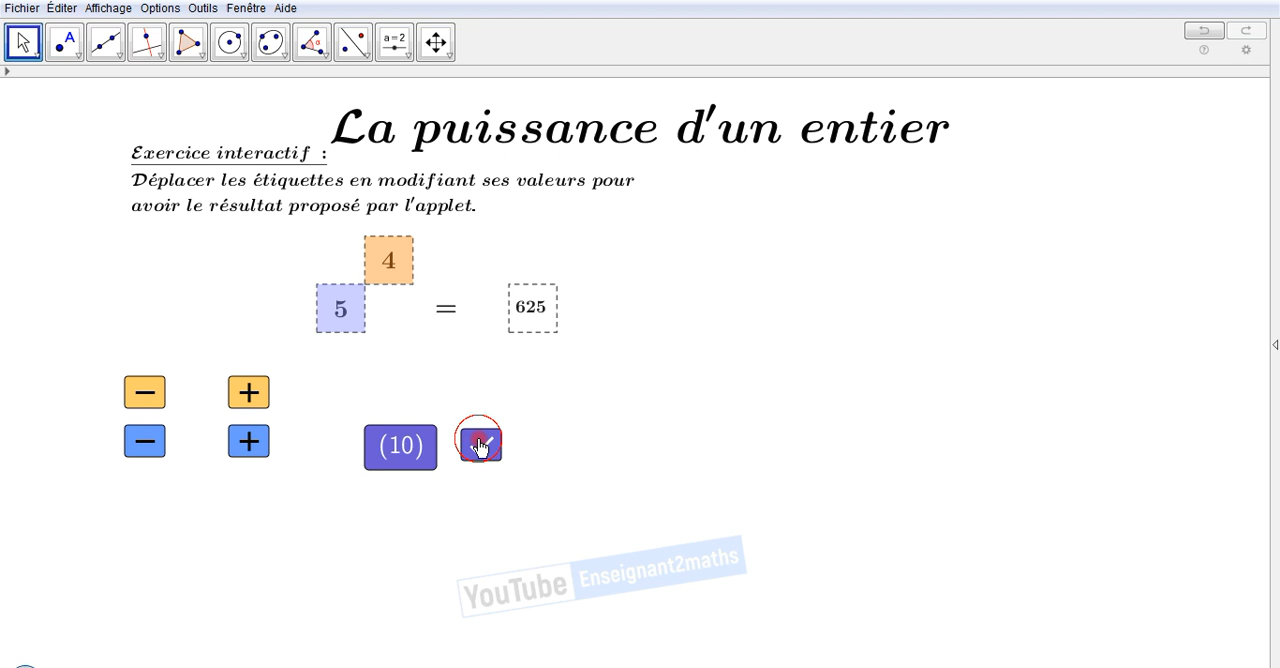 Fichier Éditer Affichage Options Outils Fenêtre Aide
A
α
a=2
La puissance d'un entier
Exercice interactif :
Déplacer les étiquettes en modifiant ses valeurs pour
avoir le résultat proposé par l'applet.
4
5 = 625
− +
− + (10)
YouTube Enseignant2maths